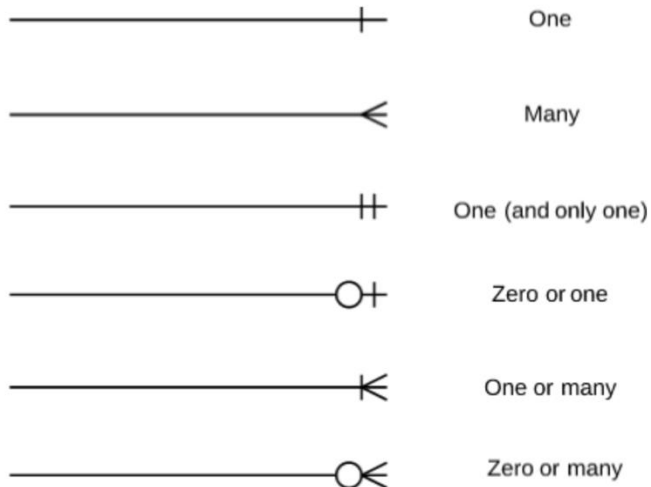 One
Many
One (and only one)
Zero or one
One or many
Zero or many